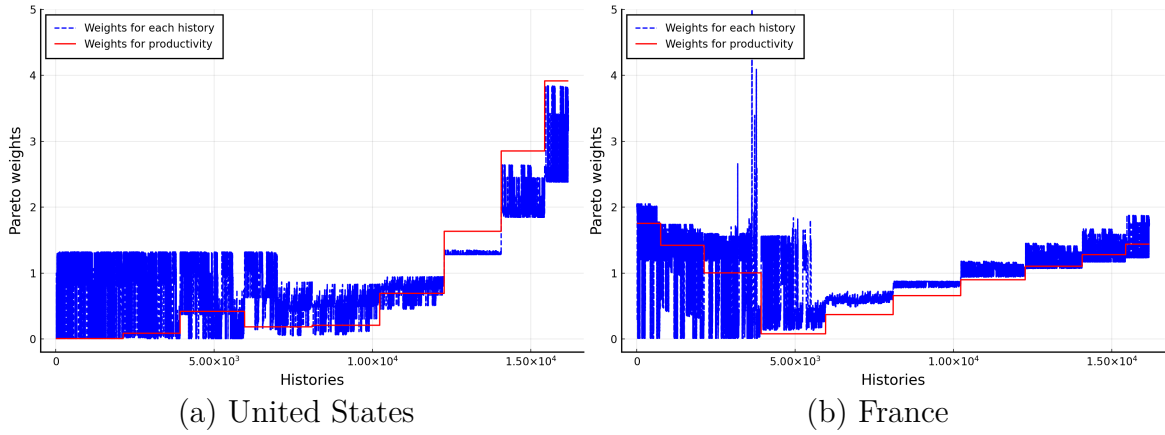 Weights for each history
Weights for productivity
5
4
3
2
1
0
Pareto weights
0
5.00×10³
1.00×10⁴
1.50×10⁴
Histories
(a) United States
Weights for each history
Weights for productivity
5
4
3
2
1
0
Pareto weights
0
5.00×10³
1.00×10⁴
1.50×10⁴
Histories
(b) France